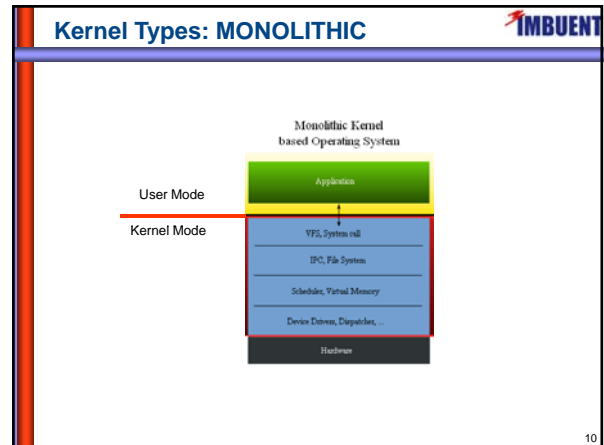 Kernel Types: MONOLITHIC
IMBUENT
Monolithic Kernel
based Operating System
Application
User Mode
Kernel Mode
VFS, System call
IPC, File System
Scheduler, Virtual Memory
Device Drivers, Dispatcher, ...
Hardware
10